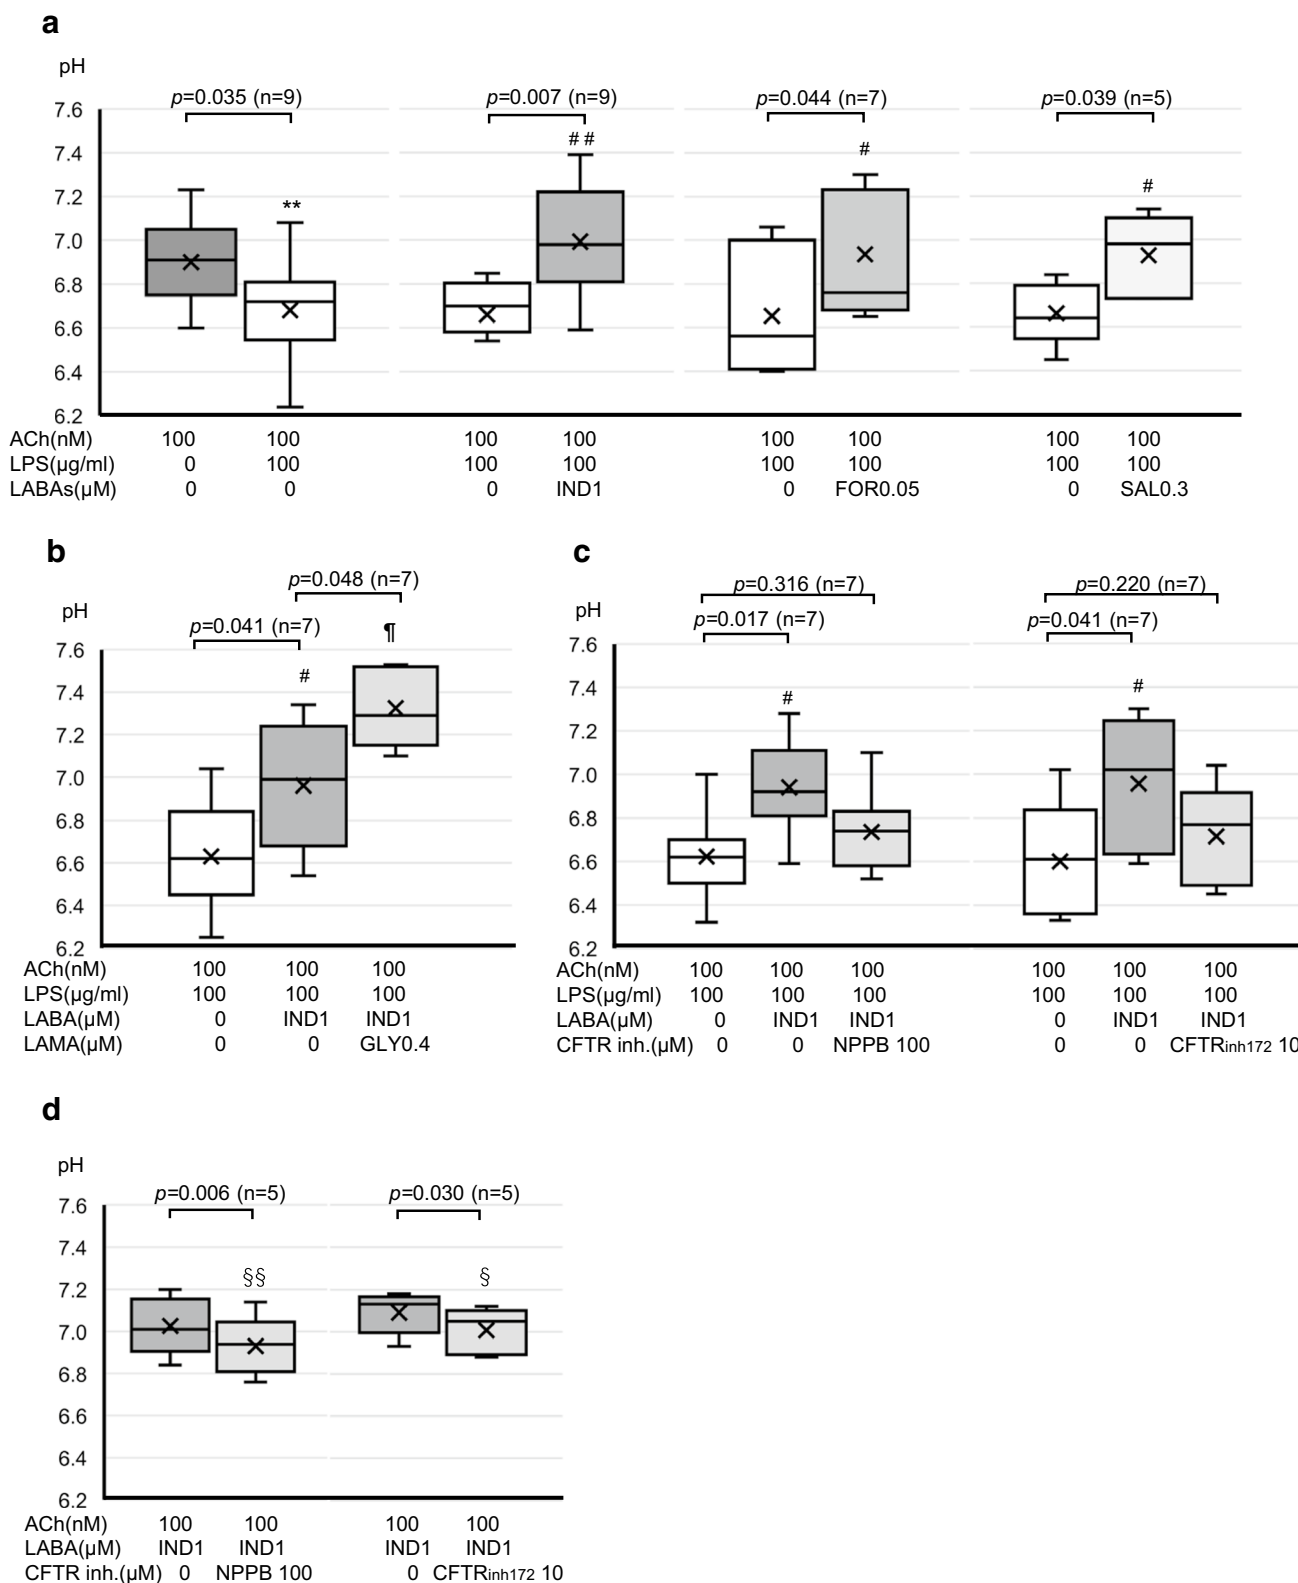 a
pH
p=0.035 (n=9) p=0.007 (n=9) p=0.044 (n=7) p=0.039 (n=5)
7.6
7.4
7.2
7.0
6.8
6.6
6.4
6.2
** ## # #
ACh(nM) 100 100 100 100 100 100 100 100
LPS(µg/ml) 0 100 100 100 100 100 100 100
LABAs(µM) 0 0 0 IND1 0 FOR0.05 0 SAL0.3
b
pH
p=0.048 (n=7)
p=0.041 (n=7)
¶
#
7.6
7.4
7.2
7.0
6.8
6.6
6.4
6.2
ACh(nM) 100 100 100
LPS(µg/ml) 100 100 100
LABA(µM) 0 IND1 IND1
LAMA(µM) 0 0 GLY0.4
c
pH
p=0.316 (n=7) p=0.220 (n=7)
p=0.017 (n=7) p=0.041 (n=7)
# #
7.6
7.4
7.2
7.0
6.8
6.6
6.4
6.2
ACh(nM) 100 100 100 100 100 100
LPS(µg/ml) 100 100 100 100 100 100
LABA(µM) 0 IND1 IND1 0 IND1 IND1
CFTR inh.(µM) 0 0 NPPB 100 0 0 CFTRinh172 10
d
pH
p=0.006 (n=5) p=0.030 (n=5)
§§ §
7.6
7.4
7.2
7.0
6.8
6.6
6.4
6.2
ACh(nM) 100 100 100 100
LABA(µM) IND1 IND1 IND1 IND1
CFTR inh.(µM) 0 NPPB 100 0 CFTRinh172 10